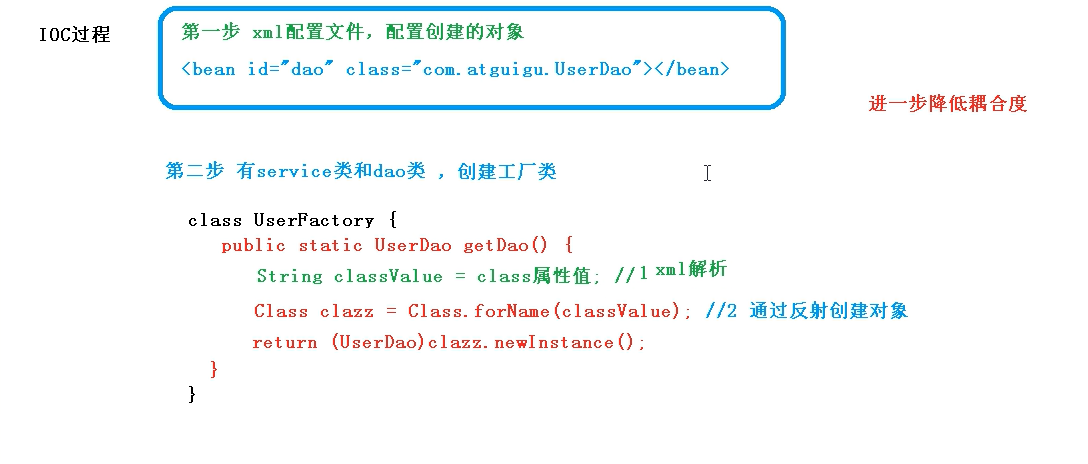 IOC过程
第一步 xml配置文件，配置创建的对象
<bean id="dao" class="com.atguigu.UserDao"></bean>
进一步降低耦合度
第二步 有service类和dao类 ，创建工厂类
class UserFactory {
public static UserDao getDao() {
String classValue = class属性值; //1 xml解析
Class clazz = Class.forName(classValue); //2 通过反射创建对象
return (UserDao)clazz.newInstance();
}
}